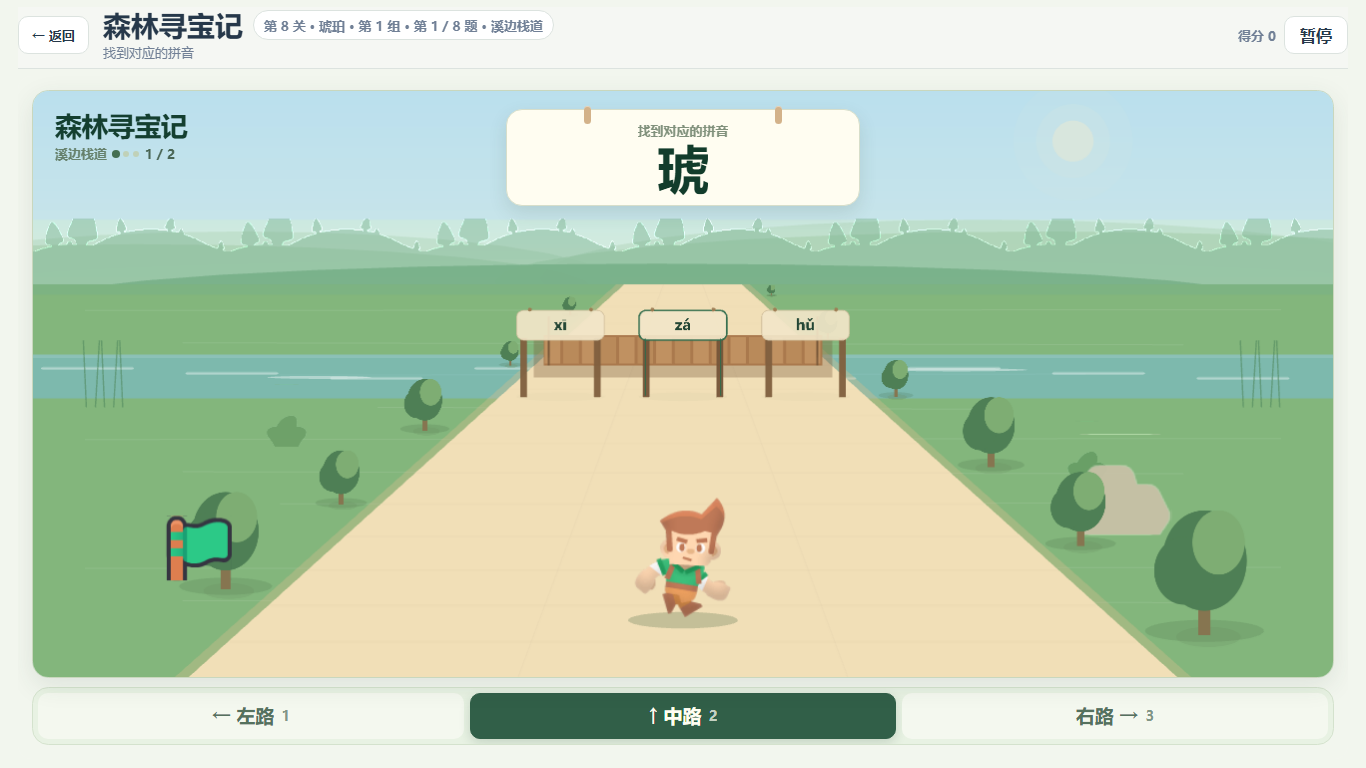 ← 返回
森林寻宝记
第 8 关 • 琥珀 • 第 1 组 • 第 1 / 8 题 • 溪边栈道
找到对应的拼音
得分 0
暂停
森林寻宝记
溪边栈道 1 / 2
找到对应的拼音
琥
xī
zá
hǔ
← 左路 1
↑ 中路 2
右路 → 3